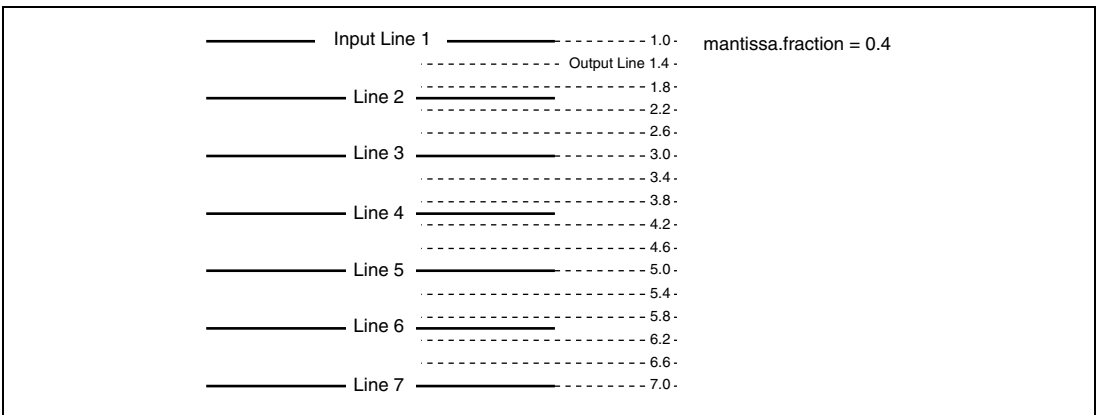 Input Line 1 1.0 mantissa.fraction = 0.4
Output Line 1.4
1.8
Line 2
2.2
2.6
Line 3 3.0
3.4
3.8
Line 4
4.2
4.6
Line 5 5.0
5.4
5.8
Line 6
6.2
6.6
Line 7 7.0